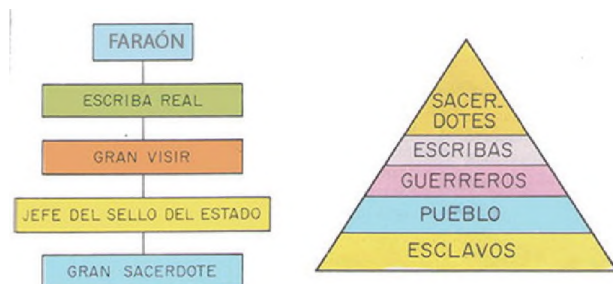 FARAÓN
ESCRIBA REAL
GRAN VISIR
JEFE DEL SELLO DEL ESTADO
GRAN SACERDOTE
SACER-
DOTES
ESCRIBAS
GUERREROS
PUEBLO
ESCLAVOS